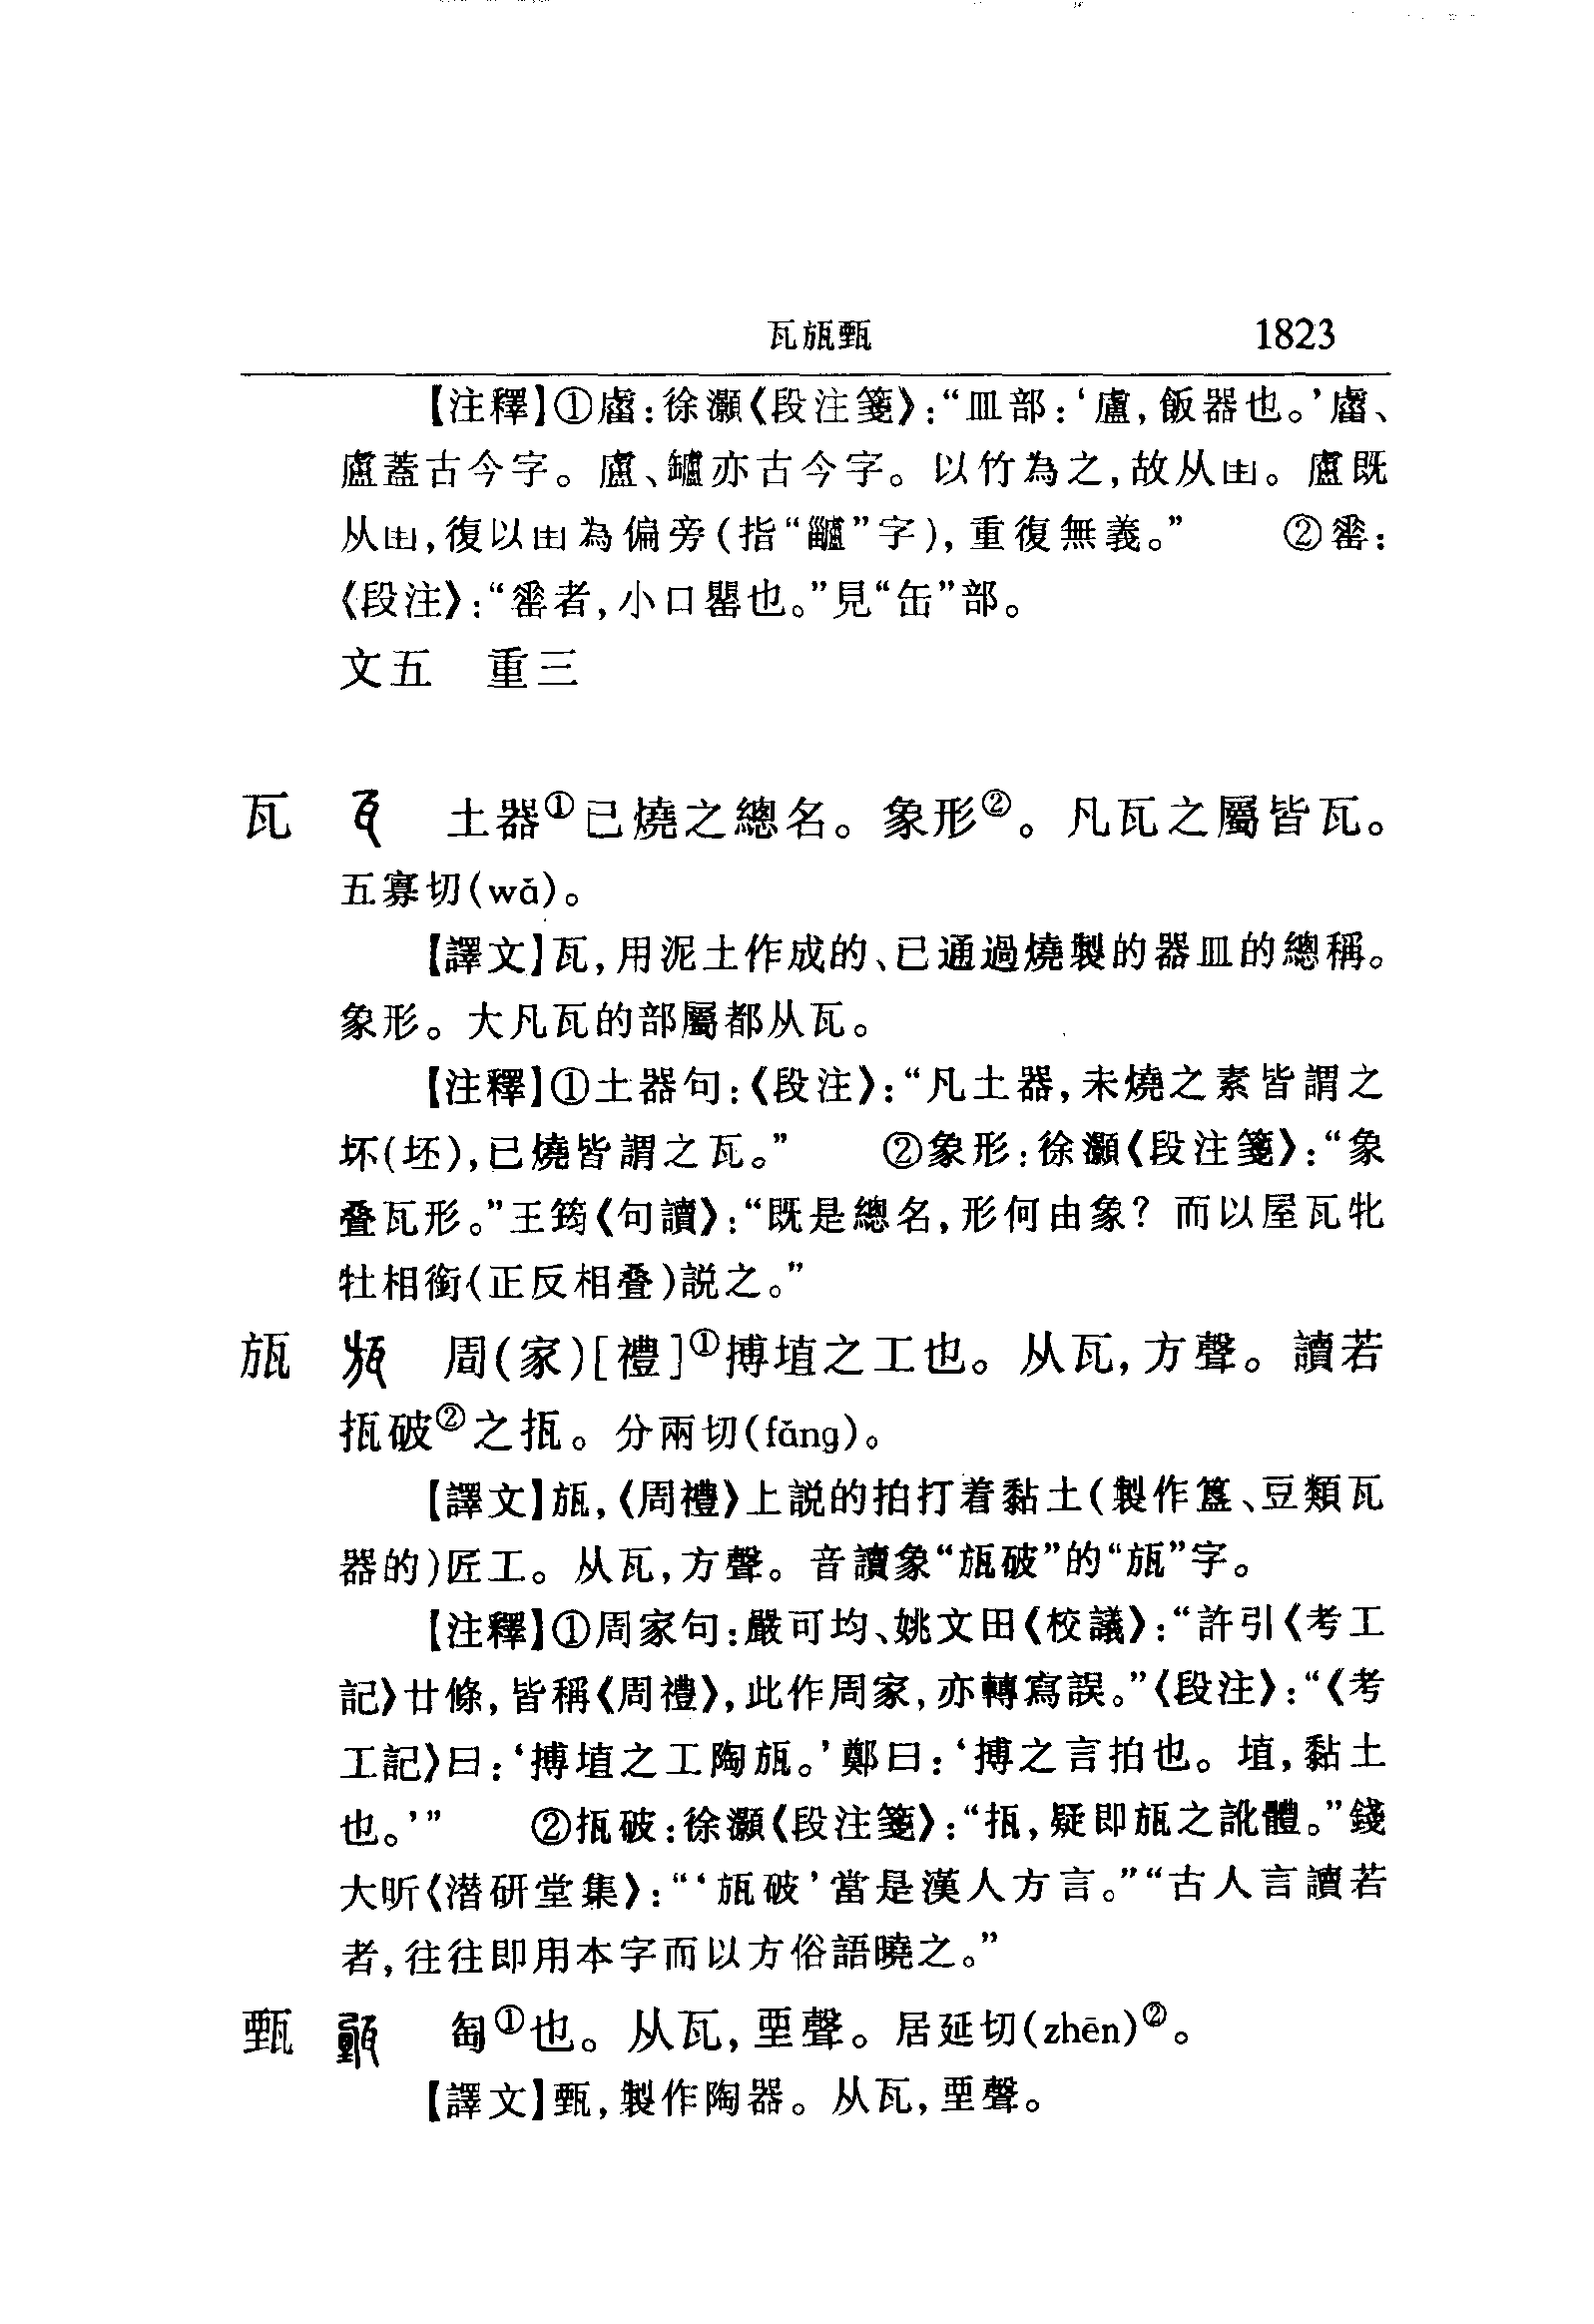 瓦瓬甄 1823
【注釋】①𤮰:徐灝《段注箋》:“皿部:‘盧,飯器也。’𤮰、
盧蓋古今字。盧、罏亦古今字。以竹為之,故从甾。盧既
从甾,復以甾為偏旁(指“𤮱”字),重復無義。”　②罊:
《段注》:“者,小口罌也。”見“缶”部。
文五　重三
瓦　土器①已燒之總名。象形②。凡瓦之屬皆瓦。
五寡切(wǎ)。
【譯文】瓦,用泥土作成的、已通過燒製的器皿的總稱。
象形。大凡瓦的部屬都从瓦。
【注釋】①土器句:《段注》:“凡土器,未燒之素皆謂之
坏(坯),已燒皆謂之瓦。”　②象形:徐灝《段注箋》:“象
疊瓦形。”王筠《句讀》:“既是總名,形何由象?而以屋瓦牝
牡相銜(正反相疊)説之。”
瓬　周(家)[禮]①搏埴之工也。从瓦,方聲。讀若
抵破②之抵。分兩切(fǎng)。
【譯文】瓬,《周禮》上説的拍打着黏土(製作簋、豆類瓦
器的)匠工。从瓦,方聲。音讀象“瓬破”的“瓬”字。
【注釋】①周家句:嚴可均、姚文田《校議》:“許引《考工
記》廿條,皆稱《周禮》,此作周家,亦轉寫誤。”《段注》:“《考
工記》曰:‘搏埴之工陶瓬。’鄭曰:‘搏之言拍也。埴,黏土
也。’”　②㧘破:徐灝《段注箋》:“㧘,疑即瓬之訛體。”錢
大昕《潛研堂集》:“‘瓬破’當是漢人方言。”“古人言讀若
者,往往即用本字而以方俗語曉之。”
甄　匋①也。从瓦,垔聲。居延切(zhēn)②。
【譯文】甄,製作陶器。从瓦,垔聲。